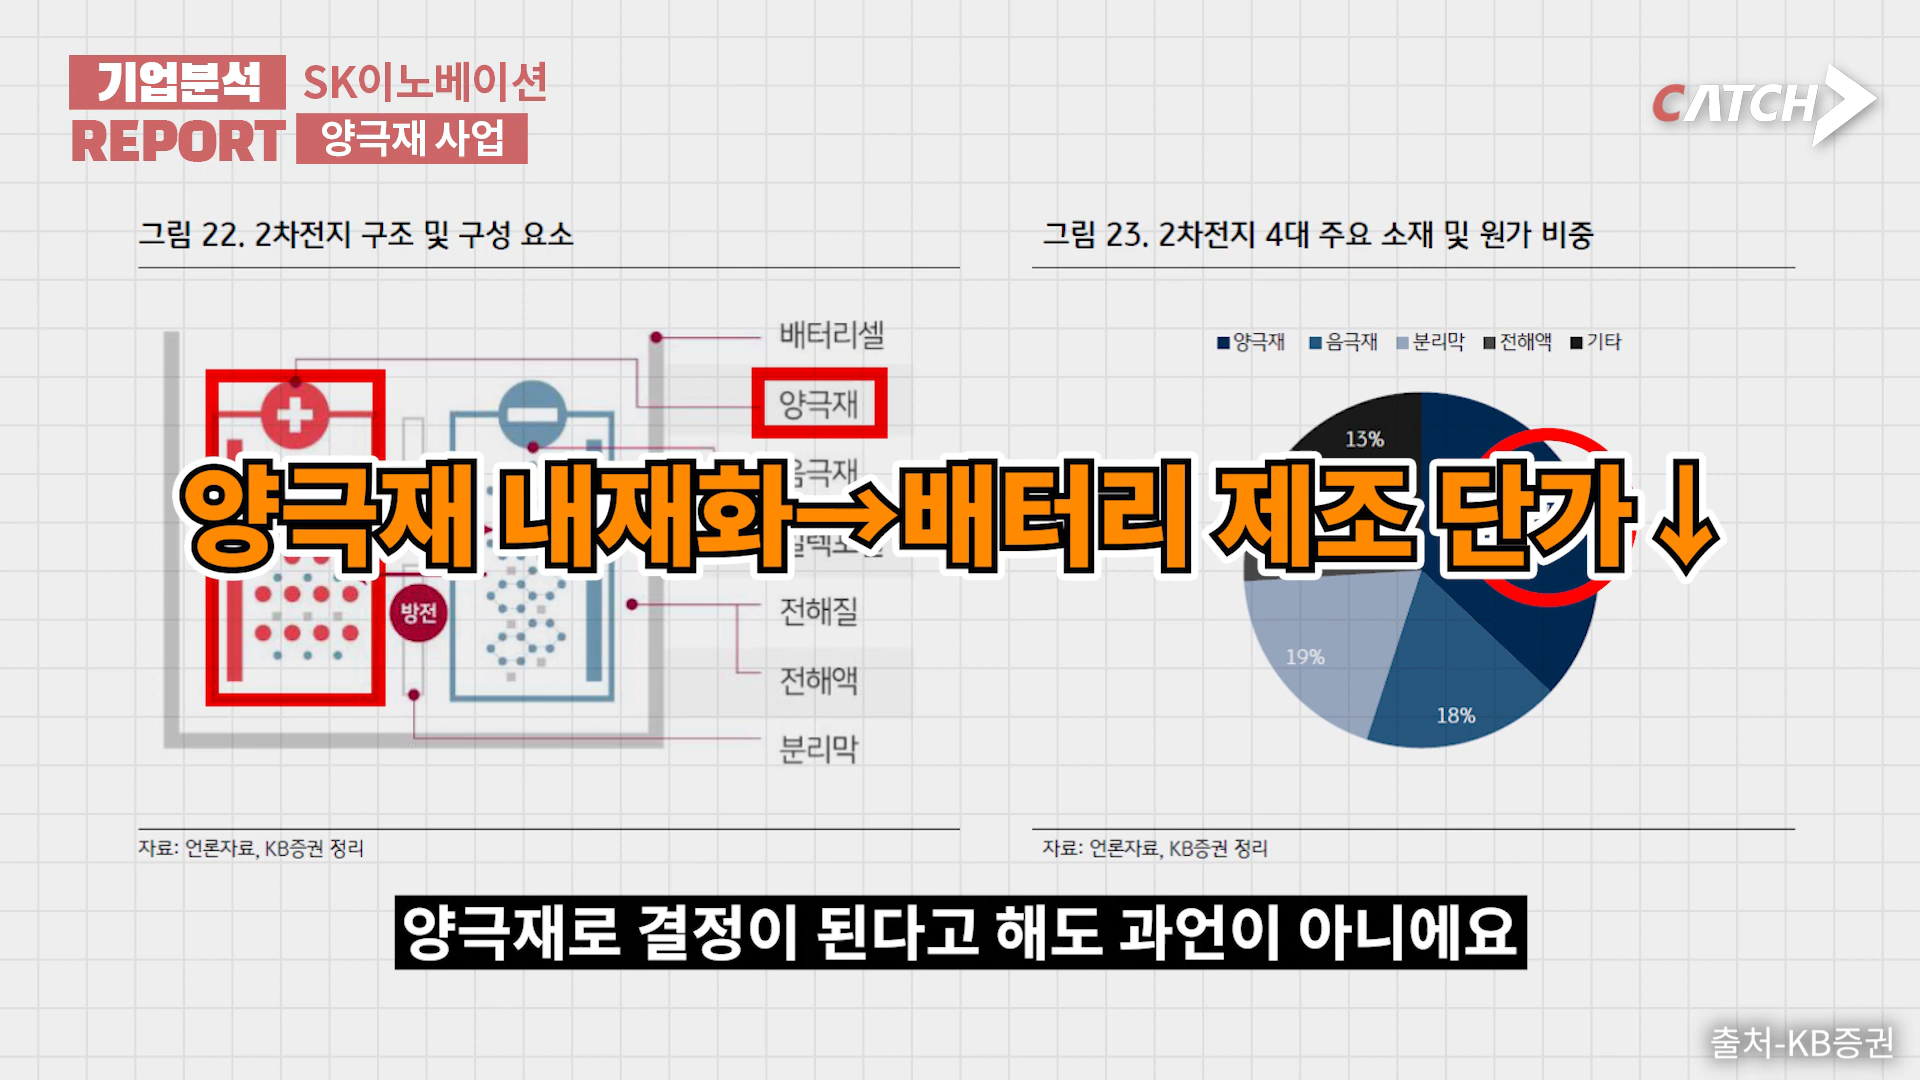 기업분석 SK이노베이션
REPORT 양극재 사업
CATCH
그림 22. 2차전지 구조 및 구성 요소
배터리셀
양극재
음극재
전해질
전해액
분리막
방전
자료: 언론자료, KB증권 정리
그림 23. 2차전지 4대 주요 소재 및 원가 비중
양극재 음극재 분리막 전해액 기타
13%
19%
18%
자료: 언론자료, KB증권 정리
양극재 내재화→배터리 제조 단가↓
양극재로 결정이 된다고 해도 과언이 아니에요
출처-KB증권